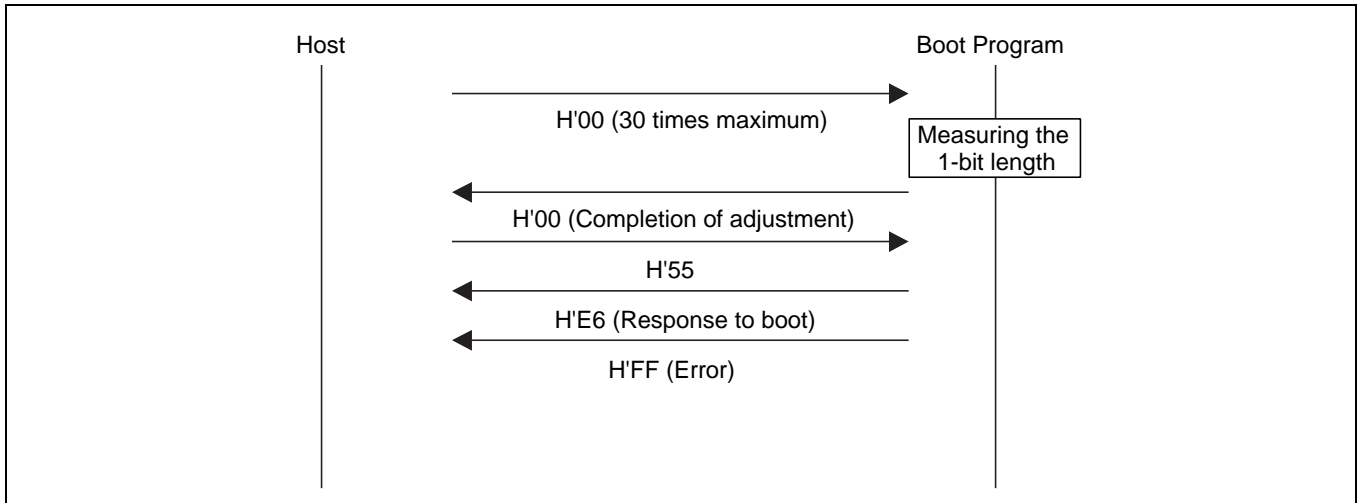 Host
Boot Program
H'00 (30 times maximum)
Measuring the
1-bit length
H'00 (Completion of adjustment)
H'55
H'E6 (Response to boot)
H'FF (Error)